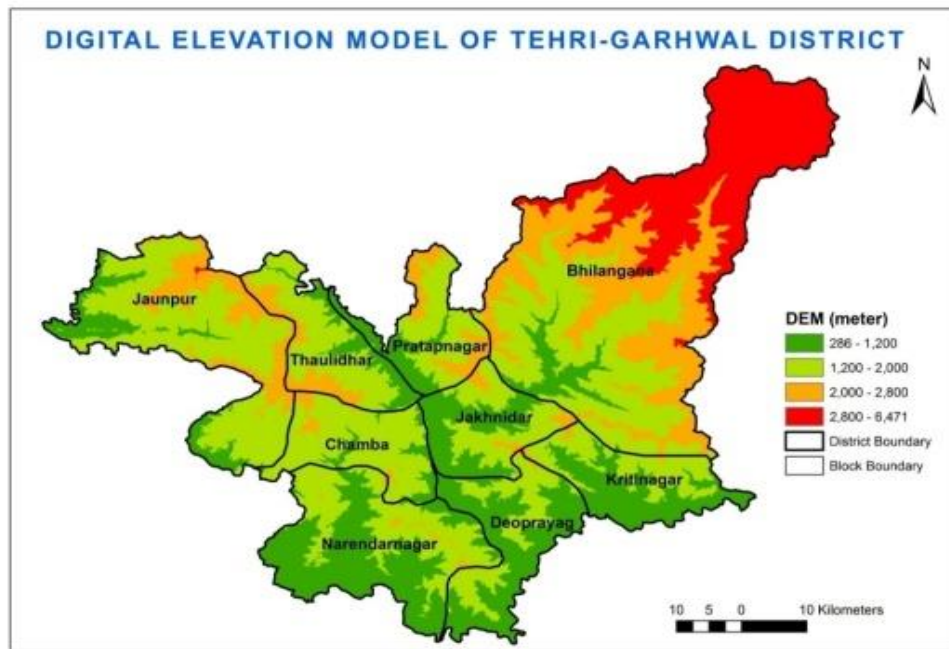 DIGITAL ELEVATION MODEL OF TEHRI-GARHWAL DISTRICT
N
Bhilangana
Jaunpur
Pratapnagar
Thaulidhar
Jakhnidar
Chamba
Kritinagar
Deoprayag
Narendarnagar
DEM (meter)
286 - 1,200
1,200 - 2,000
2,000 - 2,800
2,800 - 6,471
District Boundary
Block Boundary
10 5 0 10 Kilometers